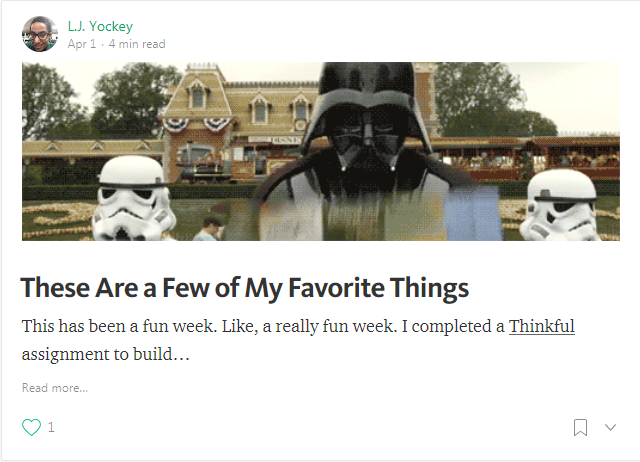 L.J. Yockey
Apr 1 · 4 min read
DISNE
These Are a Few of My Favorite Things
This has been a fun week. Like, a really fun week. I completed a Thinkful
assignment to build…
Read more...
1